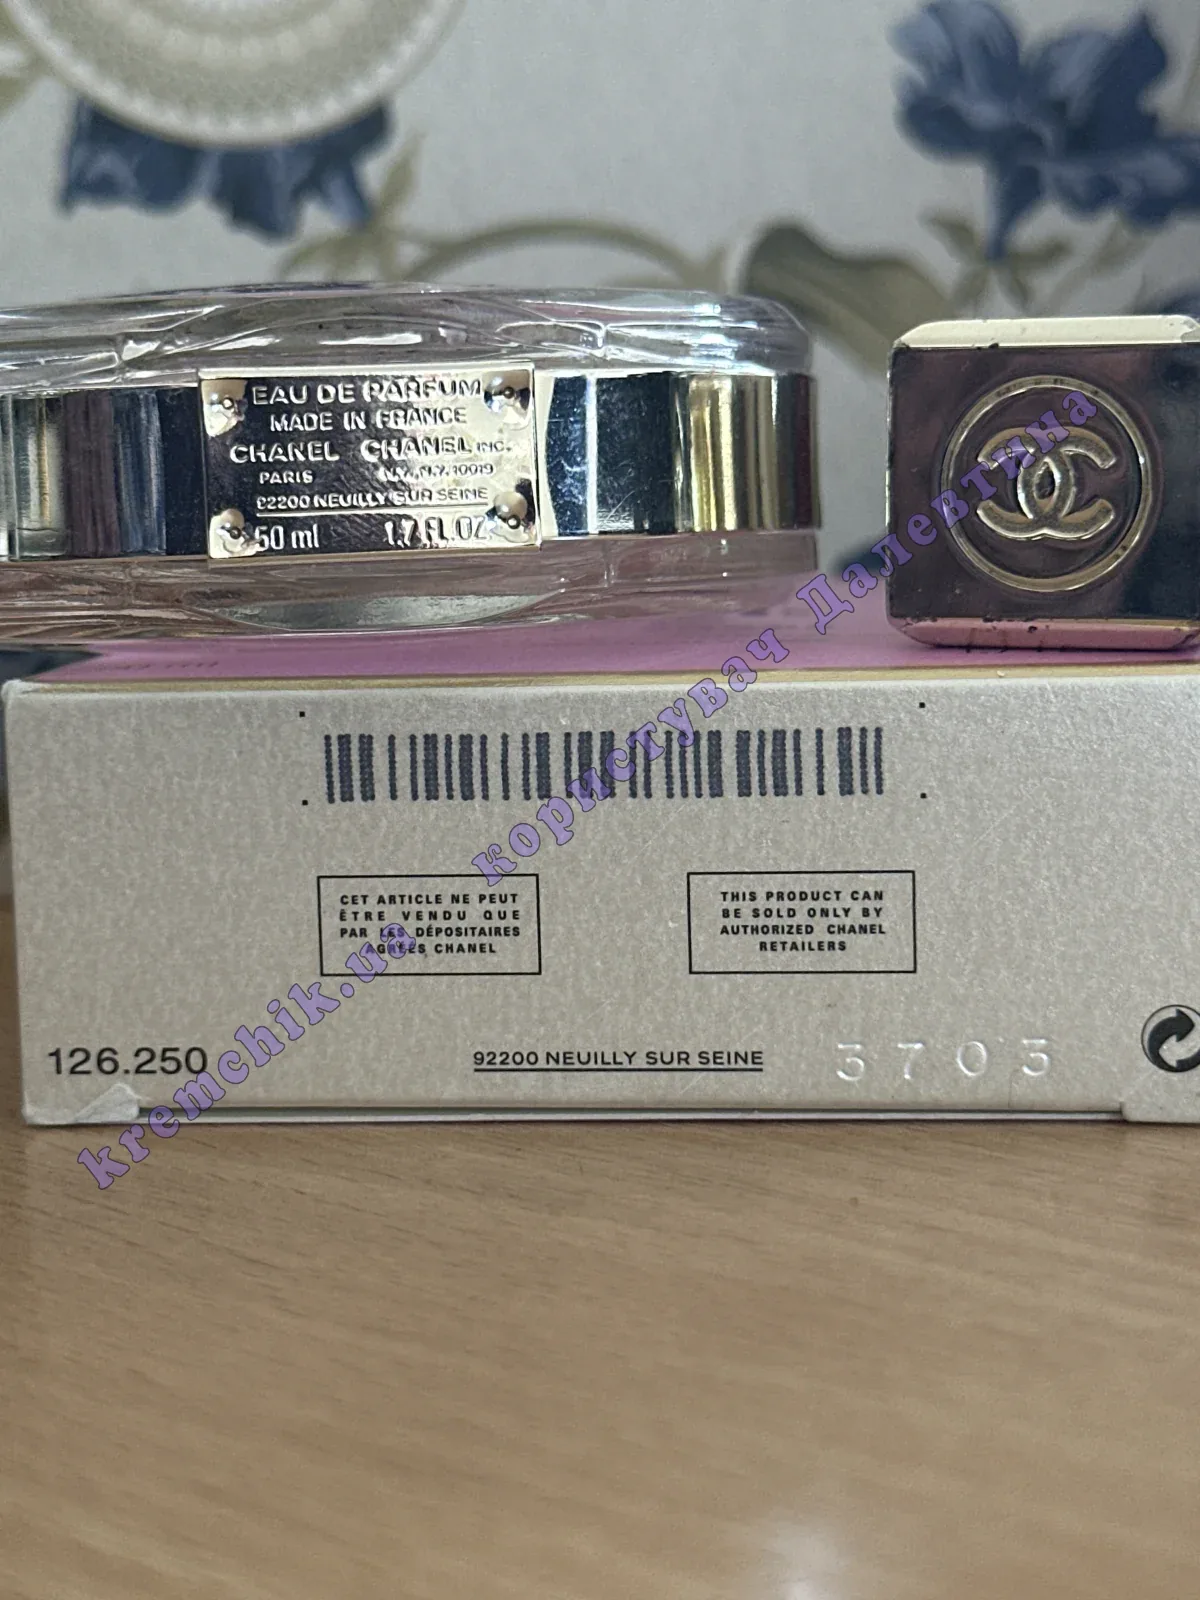 EAU DE PARFUM
MADE IN FRANCE
CHANEL CHANEL INC.
PARIS N.Y. N.Y. 10019
92200 NEUILLY SUR SEINE
50 ml 1.7 FL.OZ.
CET ARTICLE NE PEUT
ÊTRE VENDU QUE
PAR LES DÉPOSITAIRES
AGRÉÉS CHANEL
THIS PRODUCT CAN
BE SOLD ONLY BY
AUTHORIZED CHANEL
RETAILERS
126.250
92200 NEUILLY SUR SEINE
3703
kremchik.ua користувач Далевтина